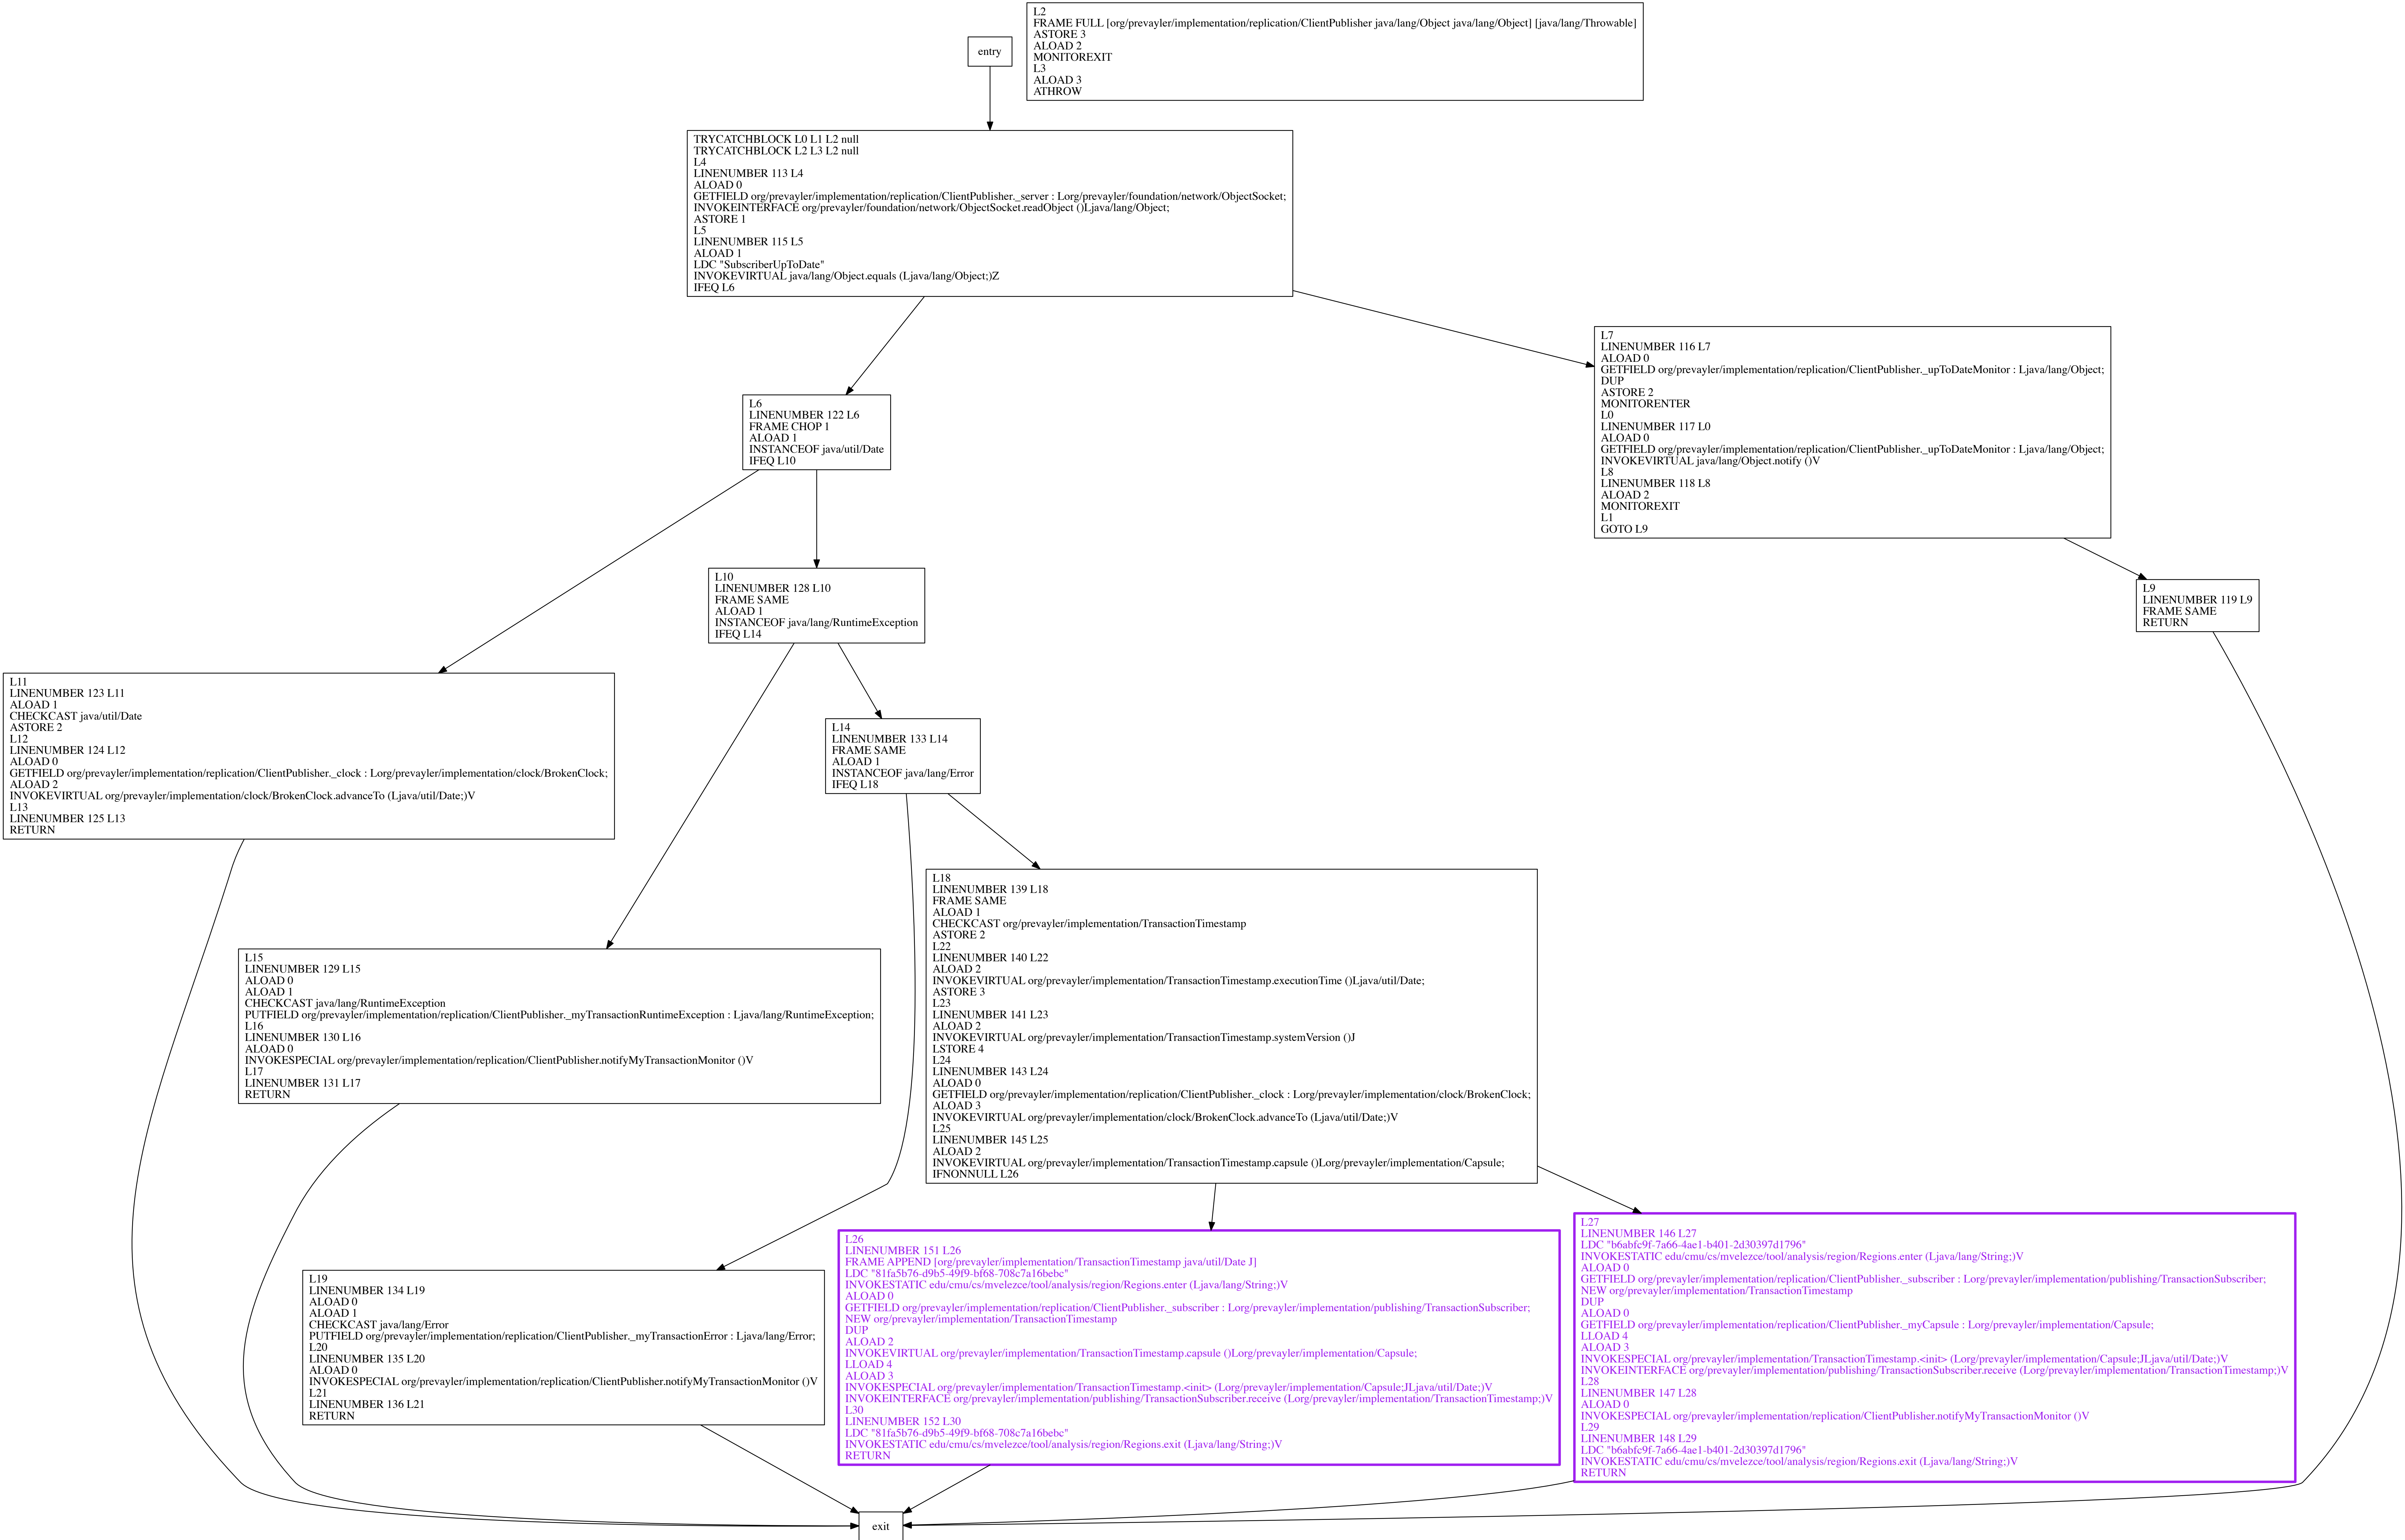 L2
FRAME FULL [org/prevayler/implementation/replication/ClientPublisher java/lang/Object java/lang/Object] [java/lang/Throwable]
ASTORE 3
ALOAD 2
MONITOREXIT
L3
ALOAD 3
ATHROW
entry
TRYCATCHBLOCK L0 L1 L2 null
TRYCATCHBLOCK L2 L3 L2 null
L4
LINENUMBER 113 L4
ALOAD 0
GETFIELD org/prevayler/implementation/replication/ClientPublisher._server : Lorg/prevayler/foundation/network/ObjectSocket;
INVOKEINTERFACE org/prevayler/foundation/network/ObjectSocket.readObject ()Ljava/lang/Object;
ASTORE 1
L5
LINENUMBER 115 L5
ALOAD 1
LDC "SubscriberUpToDate"
INVOKEVIRTUAL java/lang/Object.equals (Ljava/lang/Object;)Z
IFEQ L6
L7
LINENUMBER 116 L7
ALOAD 0
GETFIELD org/prevayler/implementation/replication/ClientPublisher._upToDateMonitor : Ljava/lang/Object;
DUP
ASTORE 2
MONITORENTER
L0
LINENUMBER 117 L0
ALOAD 0
GETFIELD org/prevayler/implementation/replication/ClientPublisher._upToDateMonitor : Ljava/lang/Object;
INVOKEVIRTUAL java/lang/Object.notify ()V
L8
LINENUMBER 118 L8
ALOAD 2
MONITOREXIT
L1
GOTO L9
L6
LINENUMBER 122 L6
FRAME CHOP 1
ALOAD 1
INSTANCEOF java/util/Date
IFEQ L10
L10
LINENUMBER 128 L10
FRAME SAME
ALOAD 1
INSTANCEOF java/lang/RuntimeException
IFEQ L14
L9
LINENUMBER 119 L9
FRAME SAME
RETURN
L11
LINENUMBER 123 L11
ALOAD 1
CHECKCAST java/util/Date
ASTORE 2
L12
LINENUMBER 124 L12
ALOAD 0
GETFIELD org/prevayler/implementation/replication/ClientPublisher._clock : Lorg/prevayler/implementation/clock/BrokenClock;
ALOAD 2
INVOKEVIRTUAL org/prevayler/implementation/clock/BrokenClock.advanceTo (Ljava/util/Date;)V
L13
LINENUMBER 125 L13
RETURN
L14
LINENUMBER 133 L14
FRAME SAME
ALOAD 1
INSTANCEOF java/lang/Error
IFEQ L18
L18
LINENUMBER 139 L18
FRAME SAME
ALOAD 1
CHECKCAST org/prevayler/implementation/TransactionTimestamp
ASTORE 2
L22
LINENUMBER 140 L22
ALOAD 2
INVOKEVIRTUAL org/prevayler/implementation/TransactionTimestamp.executionTime ()Ljava/util/Date;
ASTORE 3
L23
LINENUMBER 141 L23
ALOAD 2
INVOKEVIRTUAL org/prevayler/implementation/TransactionTimestamp.systemVersion ()J
LSTORE 4
L24
LINENUMBER 143 L24
ALOAD 0
GETFIELD org/prevayler/implementation/replication/ClientPublisher._clock : Lorg/prevayler/implementation/clock/BrokenClock;
ALOAD 3
INVOKEVIRTUAL org/prevayler/implementation/clock/BrokenClock.advanceTo (Ljava/util/Date;)V
L25
LINENUMBER 145 L25
ALOAD 2
INVOKEVIRTUAL org/prevayler/implementation/TransactionTimestamp.capsule ()Lorg/prevayler/implementation/Capsule;
IFNONNULL L26
L15
LINENUMBER 129 L15
ALOAD 0
ALOAD 1
CHECKCAST java/lang/RuntimeException
PUTFIELD org/prevayler/implementation/replication/ClientPublisher._myTransactionRuntimeException : Ljava/lang/RuntimeException;
L16
LINENUMBER 130 L16
ALOAD 0
INVOKESPECIAL org/prevayler/implementation/replication/ClientPublisher.notifyMyTransactionMonitor ()V
L17
LINENUMBER 131 L17
RETURN
L19
LINENUMBER 134 L19
ALOAD 0
ALOAD 1
CHECKCAST java/lang/Error
PUTFIELD org/prevayler/implementation/replication/ClientPublisher._myTransactionError : Ljava/lang/Error;
L20
LINENUMBER 135 L20
ALOAD 0
INVOKESPECIAL org/prevayler/implementation/replication/ClientPublisher.notifyMyTransactionMonitor ()V
L21
LINENUMBER 136 L21
RETURN
L26
LINENUMBER 151 L26
FRAME APPEND [org/prevayler/implementation/TransactionTimestamp java/util/Date J]
LDC "81fa5b76-d9b5-49f9-bf68-708c7a16bebc"
INVOKESTATIC edu/cmu/cs/mvelezce/tool/analysis/region/Regions.enter (Ljava/lang/String;)V
ALOAD 0
GETFIELD org/prevayler/implementation/replication/ClientPublisher._subscriber : Lorg/prevayler/implementation/publishing/TransactionSubscriber;
NEW org/prevayler/implementation/TransactionTimestamp
DUP
ALOAD 2
INVOKEVIRTUAL org/prevayler/implementation/TransactionTimestamp.capsule ()Lorg/prevayler/implementation/Capsule;
LLOAD 4
ALOAD 3
INVOKESPECIAL org/prevayler/implementation/TransactionTimestamp.&lt;init&gt; (Lorg/prevayler/implementation/Capsule;JLjava/util/Date;)V
INVOKEINTERFACE org/prevayler/implementation/publishing/TransactionSubscriber.receive (Lorg/prevayler/implementation/TransactionTimestamp;)V
L30
LINENUMBER 152 L30
LDC "81fa5b76-d9b5-49f9-bf68-708c7a16bebc"
INVOKESTATIC edu/cmu/cs/mvelezce/tool/analysis/region/Regions.exit (Ljava/lang/String;)V
RETURN
L27
LINENUMBER 146 L27
LDC "b6abfc9f-7a66-4ae1-b401-2d30397d1796"
INVOKESTATIC edu/cmu/cs/mvelezce/tool/analysis/region/Regions.enter (Ljava/lang/String;)V
ALOAD 0
GETFIELD org/prevayler/implementation/replication/ClientPublisher._subscriber : Lorg/prevayler/implementation/publishing/TransactionSubscriber;
NEW org/prevayler/implementation/TransactionTimestamp
DUP
ALOAD 0
GETFIELD org/prevayler/implementation/replication/ClientPublisher._myCapsule : Lorg/prevayler/implementation/Capsule;
LLOAD 4
ALOAD 3
INVOKESPECIAL org/prevayler/implementation/TransactionTimestamp.&lt;init&gt; (Lorg/prevayler/implementation/Capsule;JLjava/util/Date;)V
INVOKEINTERFACE org/prevayler/implementation/publishing/TransactionSubscriber.receive (Lorg/prevayler/implementation/TransactionTimestamp;)V
L28
LINENUMBER 147 L28
ALOAD 0
INVOKESPECIAL org/prevayler/implementation/replication/ClientPublisher.notifyMyTransactionMonitor ()V
L29
LINENUMBER 148 L29
LDC "b6abfc9f-7a66-4ae1-b401-2d30397d1796"
INVOKESTATIC edu/cmu/cs/mvelezce/tool/analysis/region/Regions.exit (Ljava/lang/String;)V
RETURN
exit